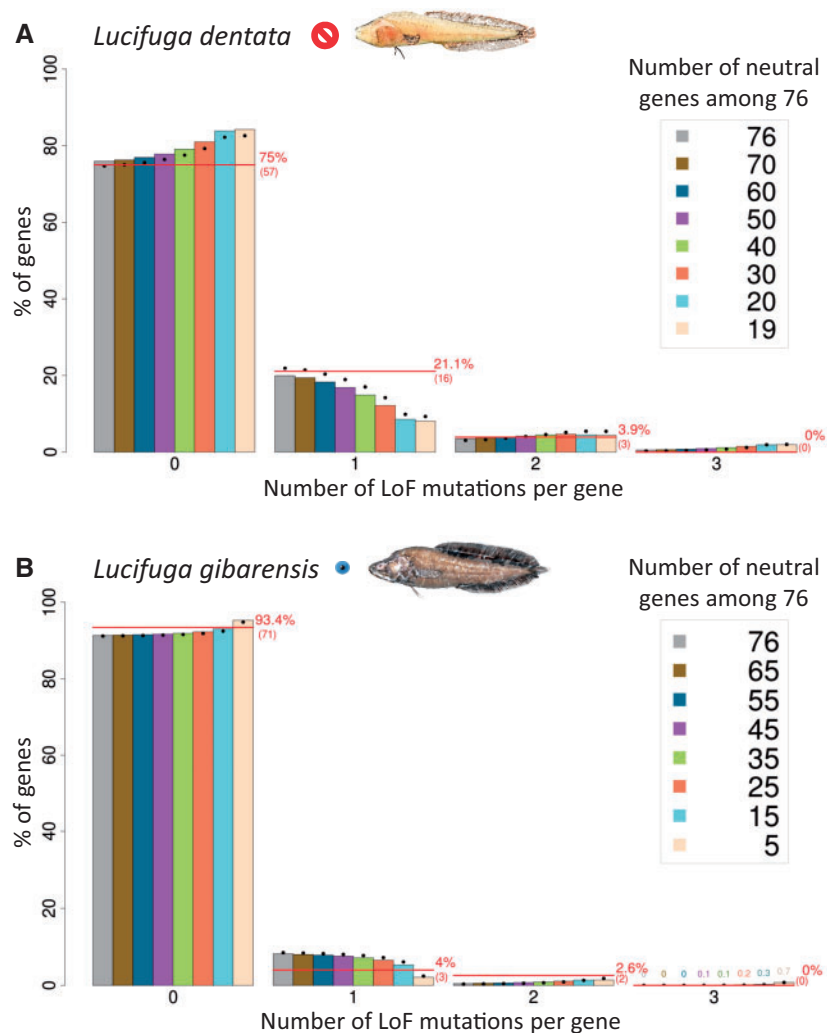 A
Lucifuga dentata
Number of neutral
genes among 76
76
70
60
50
40
30
20
19
% of genes
0
20
40
60
80
100
75%
(57)
21.1%
(16)
3.9%
(3)
0%
(0)
0 1 2 3
Number of LoF mutations per gene
B
Lucifuga gibarensis
Number of neutral
genes among 76
76
65
55
45
35
25
15
5
% of genes
0
20
40
60
80
100
93.4%
(71)
4%
(3)
2.6%
(2)
0 0 0.1 0.1 0.2 0.3 0.7
0%
(0)
0 1 2 3
Number of LoF mutations per gene